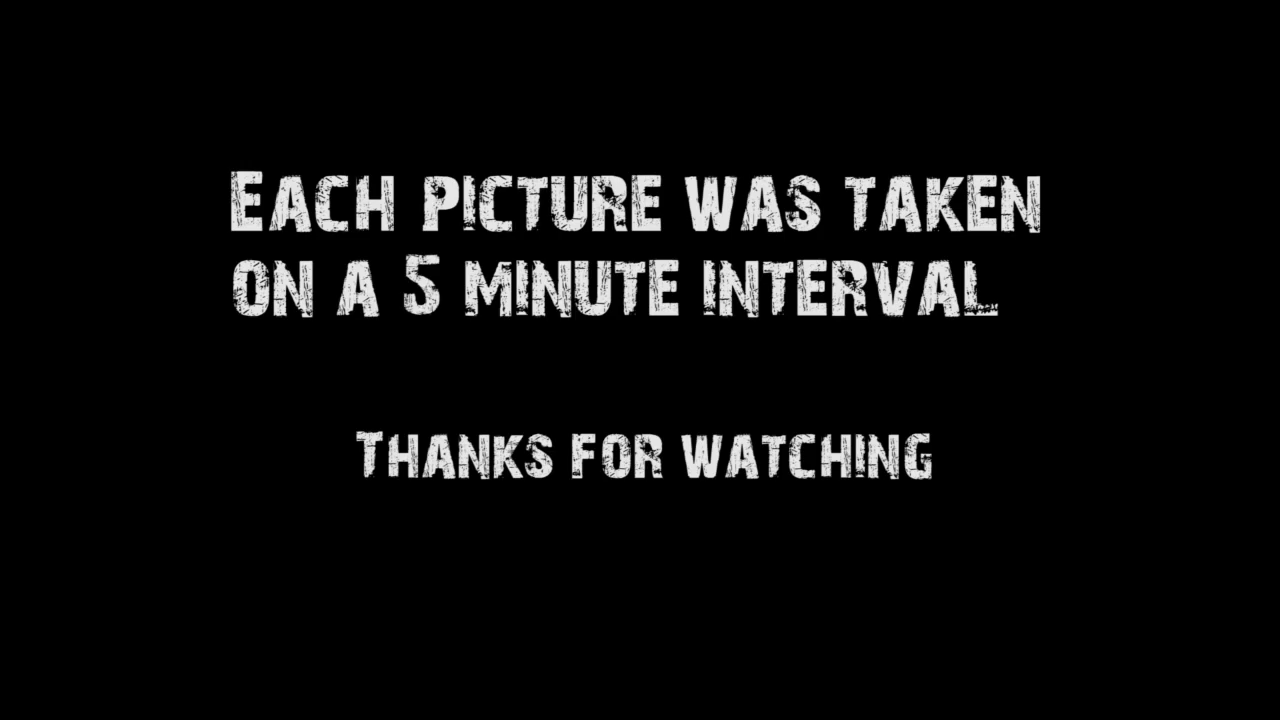 Each picture was taken
on a 5 minute interval
Thanks for watching